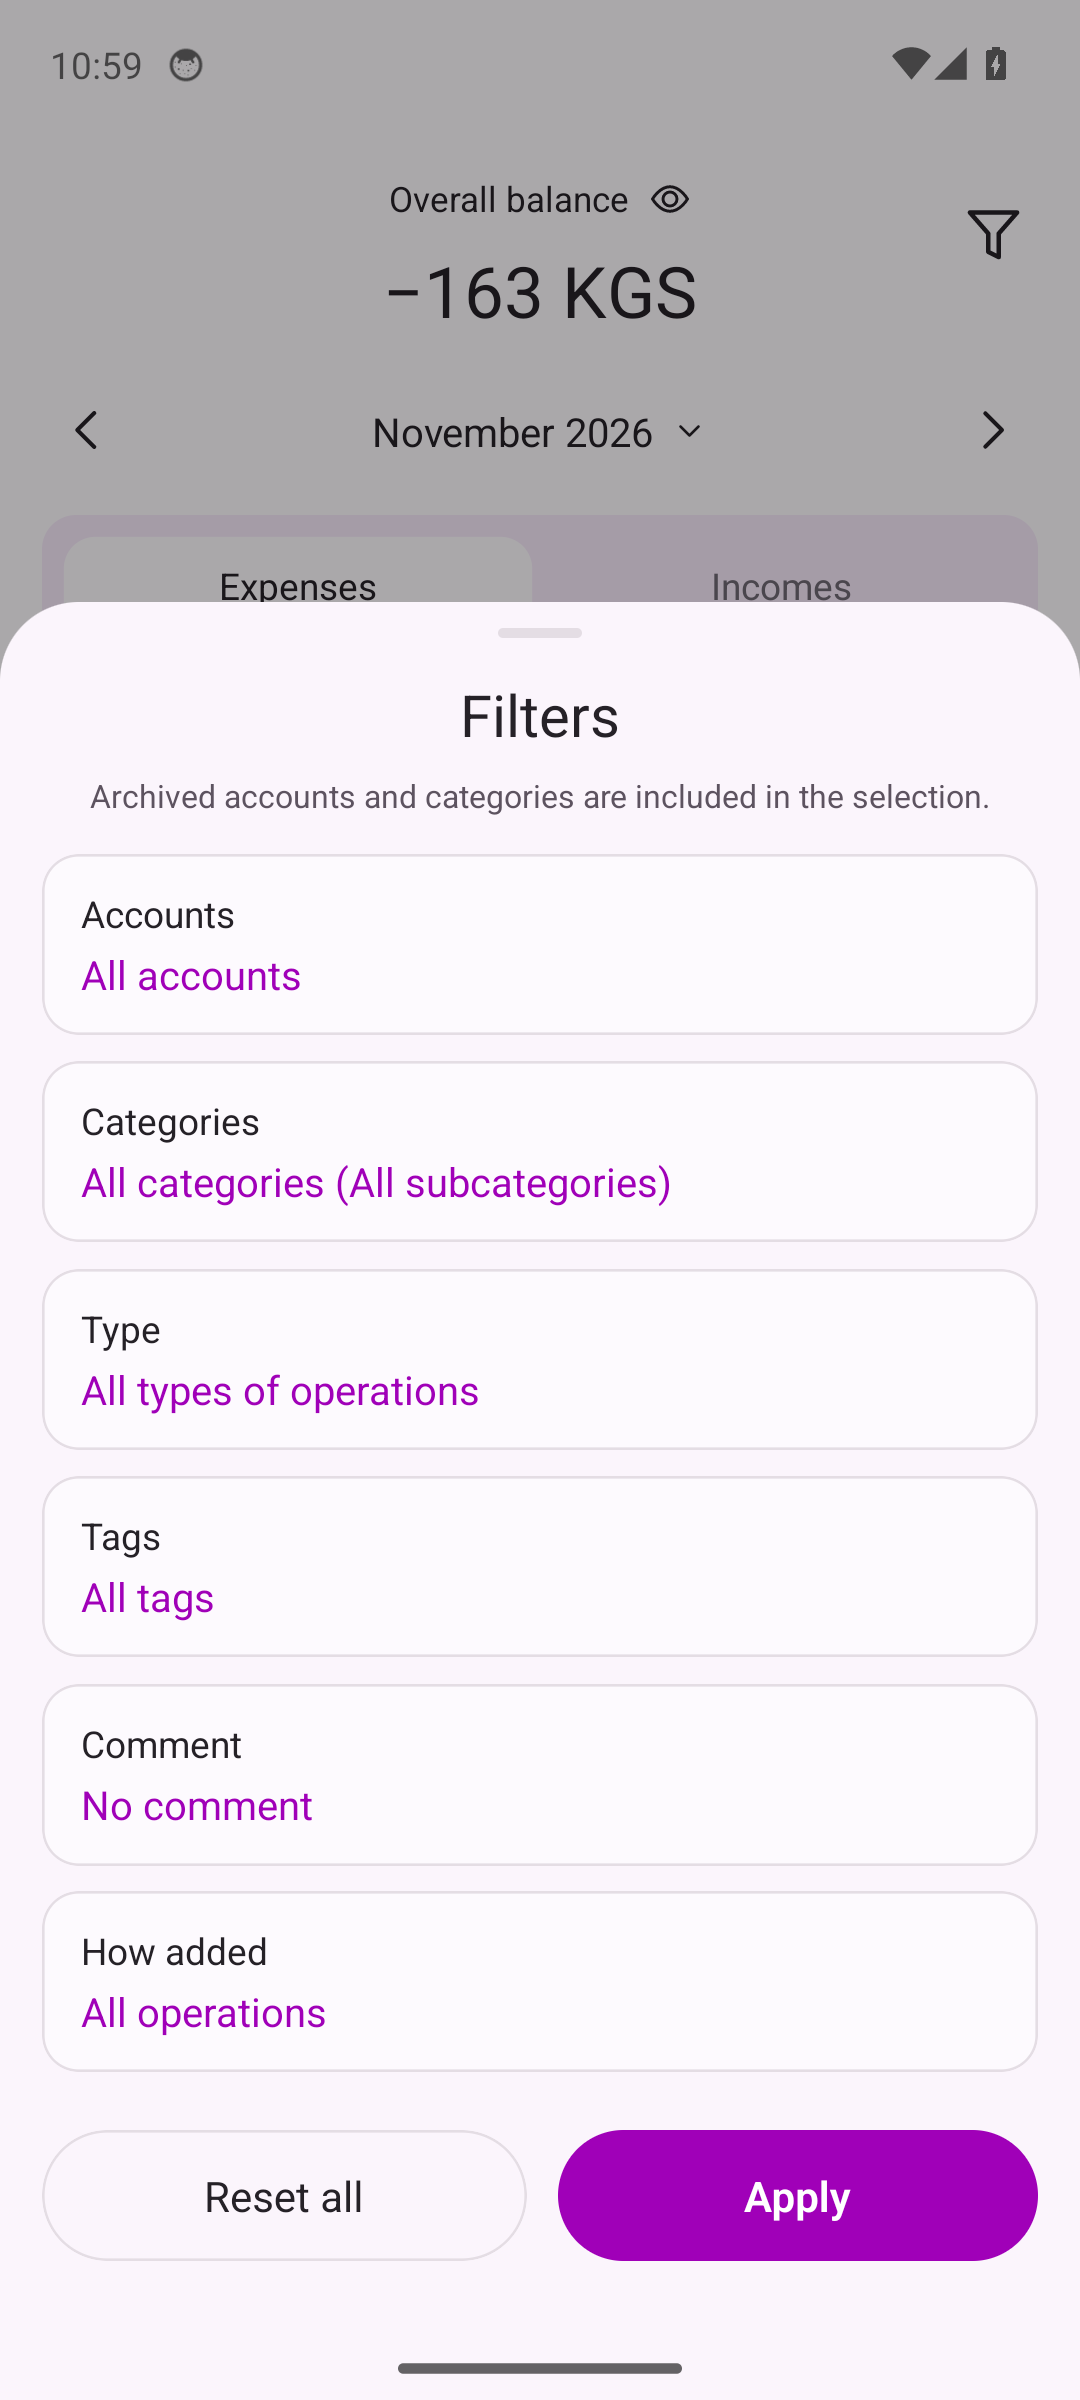 10:59
Overall balance
−163 KGS
November 2026
Expenses
Incomes
Filters
Archived accounts and categories are included in the selection.
Accounts
All accounts
Categories
All categories (All subcategories)
Type
All types of operations
Tags
All tags
Comment
No comment
How added
All operations
Reset all
Apply